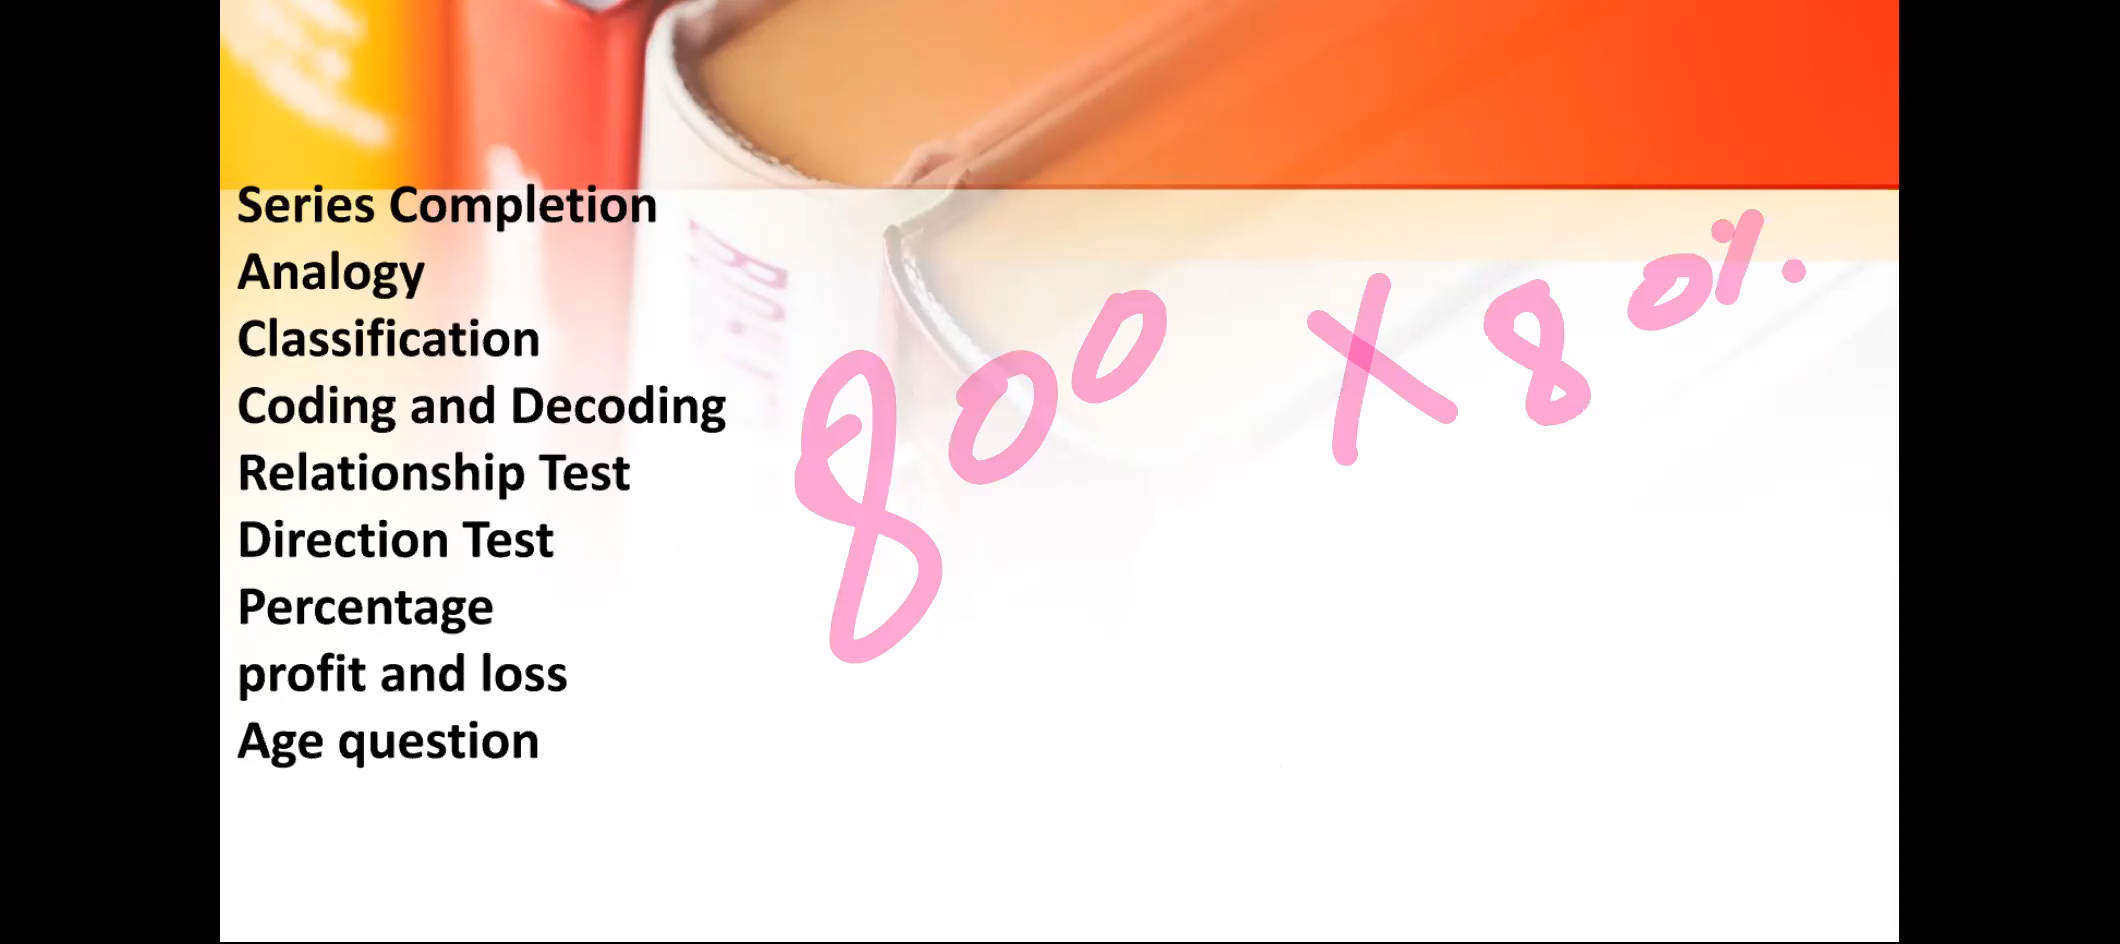 Series Completion
Analogy
Classification
Coding and Decoding
Relationship Test
Direction Test
Percentage
profit and loss
Age question
800 X 80%